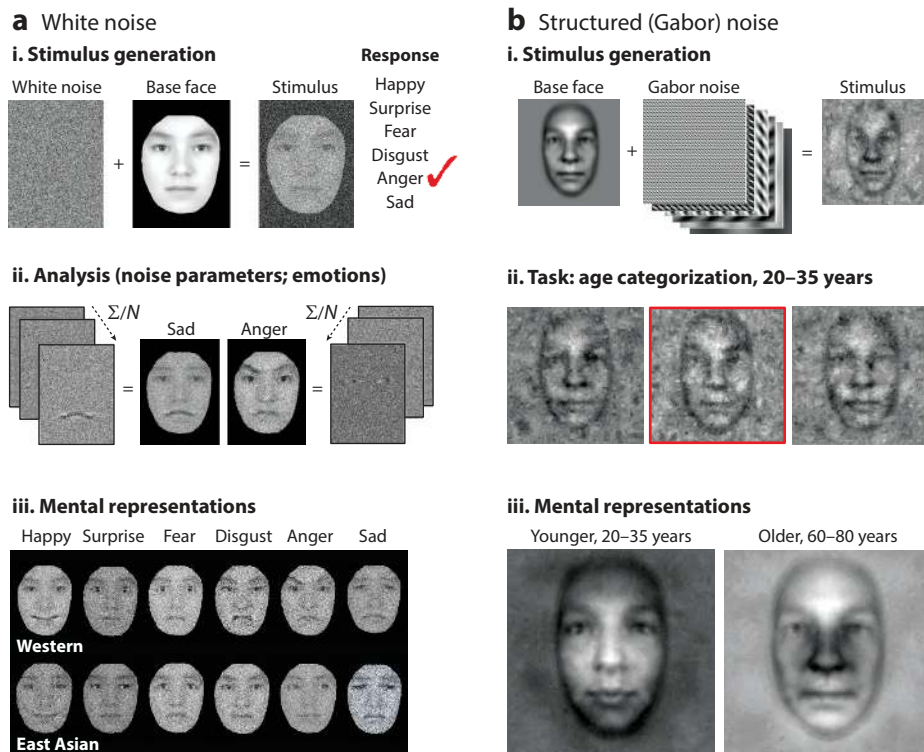 a White noise
i. Stimulus generation
Response
White noise
Base face
Stimulus
+
=
Happy
Surprise
Fear
Disgust
Anger
Sad
ii. Analysis (noise parameters; emotions)
Σ/N
Σ/N
Sad
Anger
=
=
iii. Mental representations
Happy Surprise Fear Disgust Anger Sad
Western
East Asian
b Structured (Gabor) noise
i. Stimulus generation
Base face
Gabor noise
Stimulus
+
=
ii. Task: age categorization, 20–35 years
iii. Mental representations
Younger, 20–35 years
Older, 60–80 years